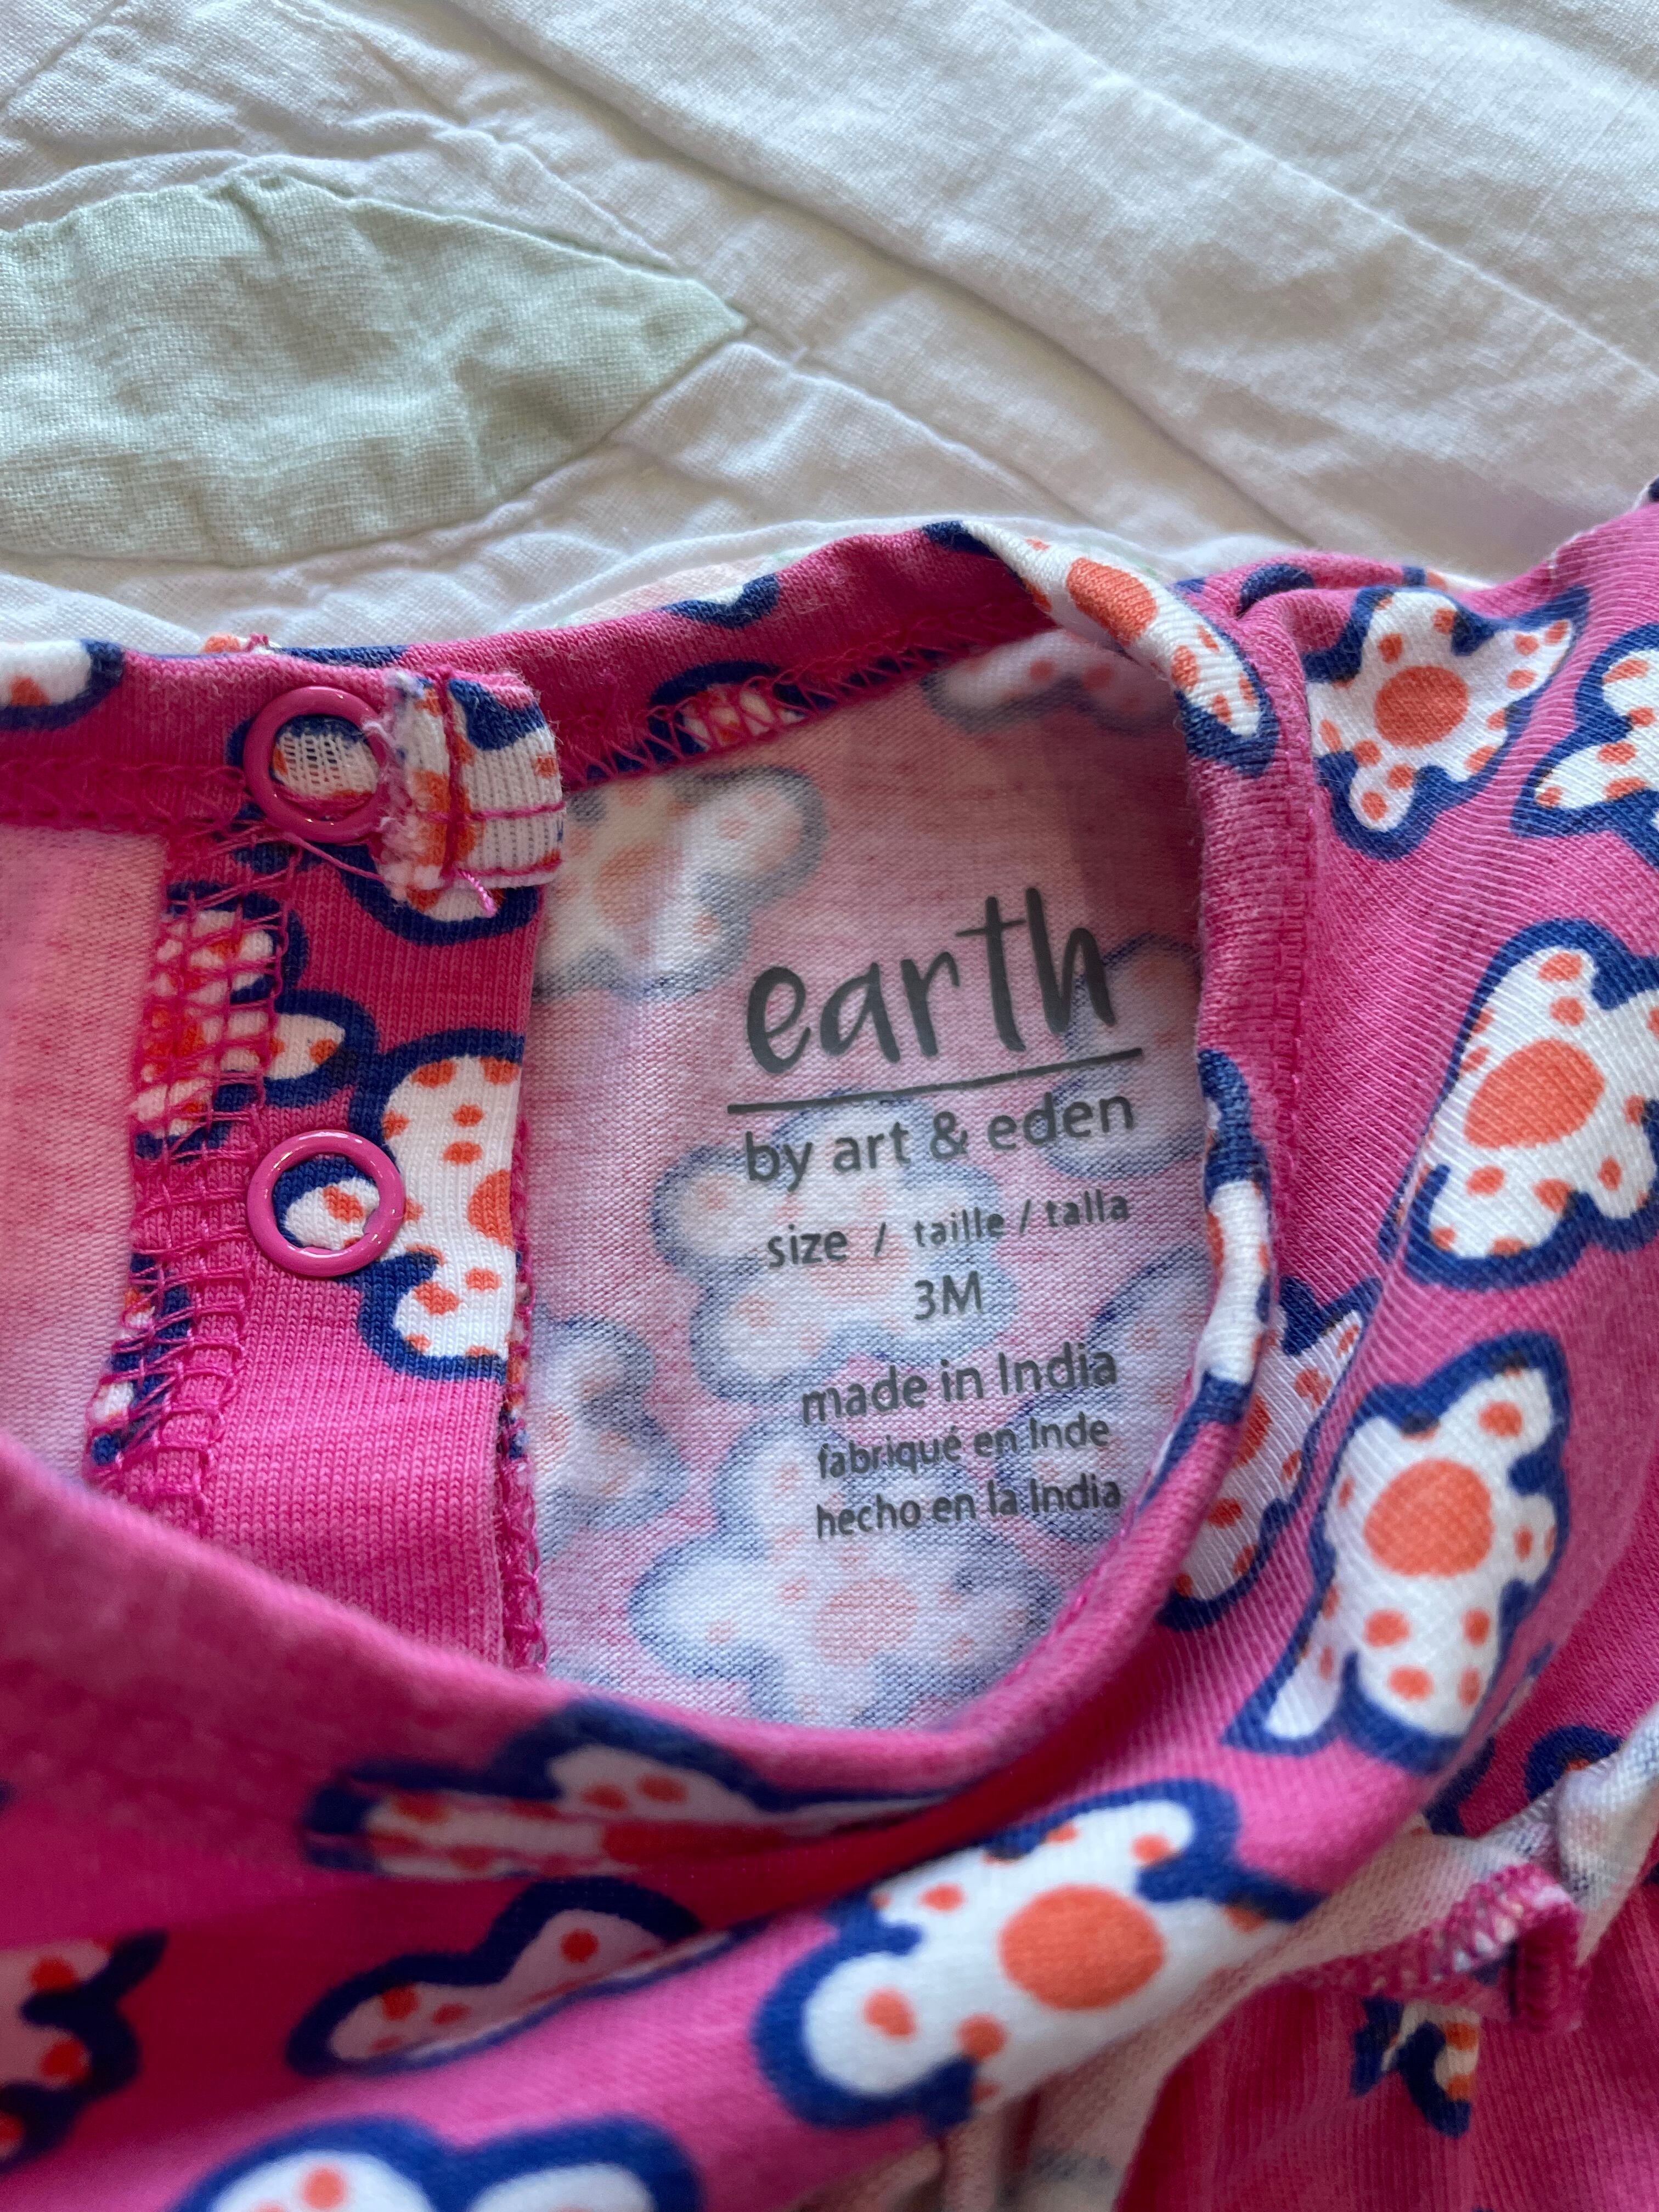 earth
by art & eden
size / taille / talla
3M
made in India
fabriqué en Inde
hecho en la India